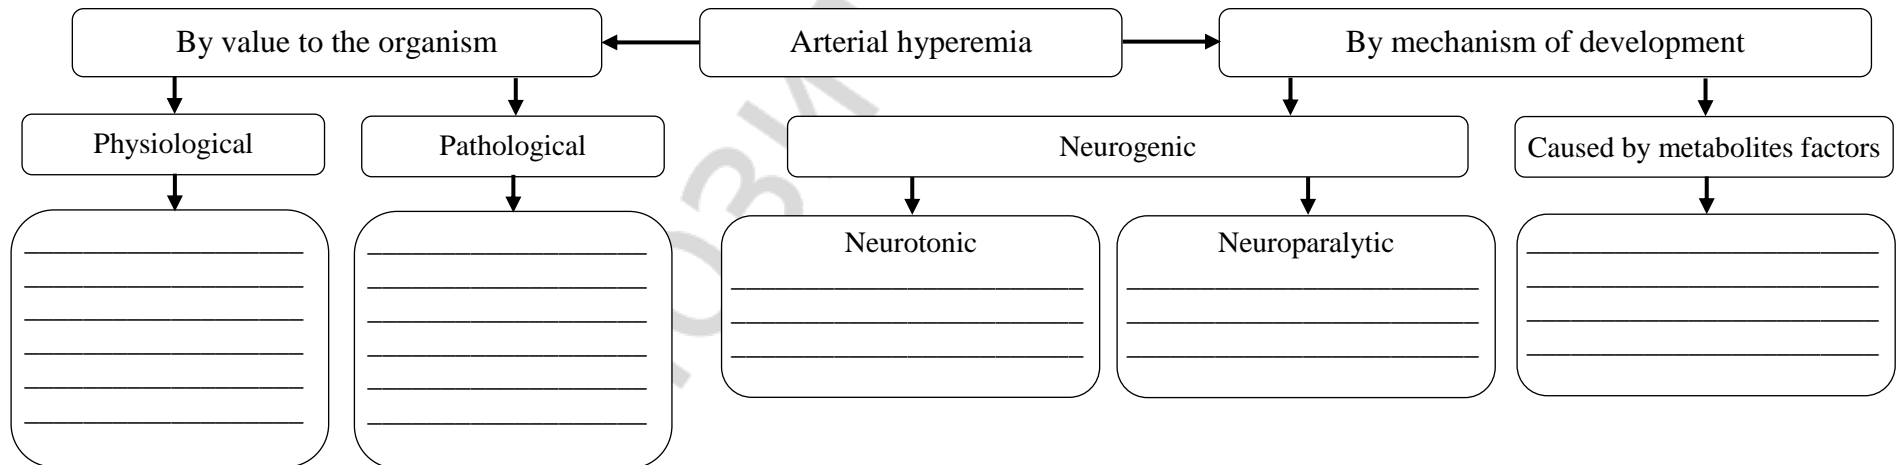 By value to the organism
Arterial hyperemia
By mechanism of development
Physiological
Pathological
Neurogenic
Caused by metabolites factors
Neurotonic
Neuroparalytic